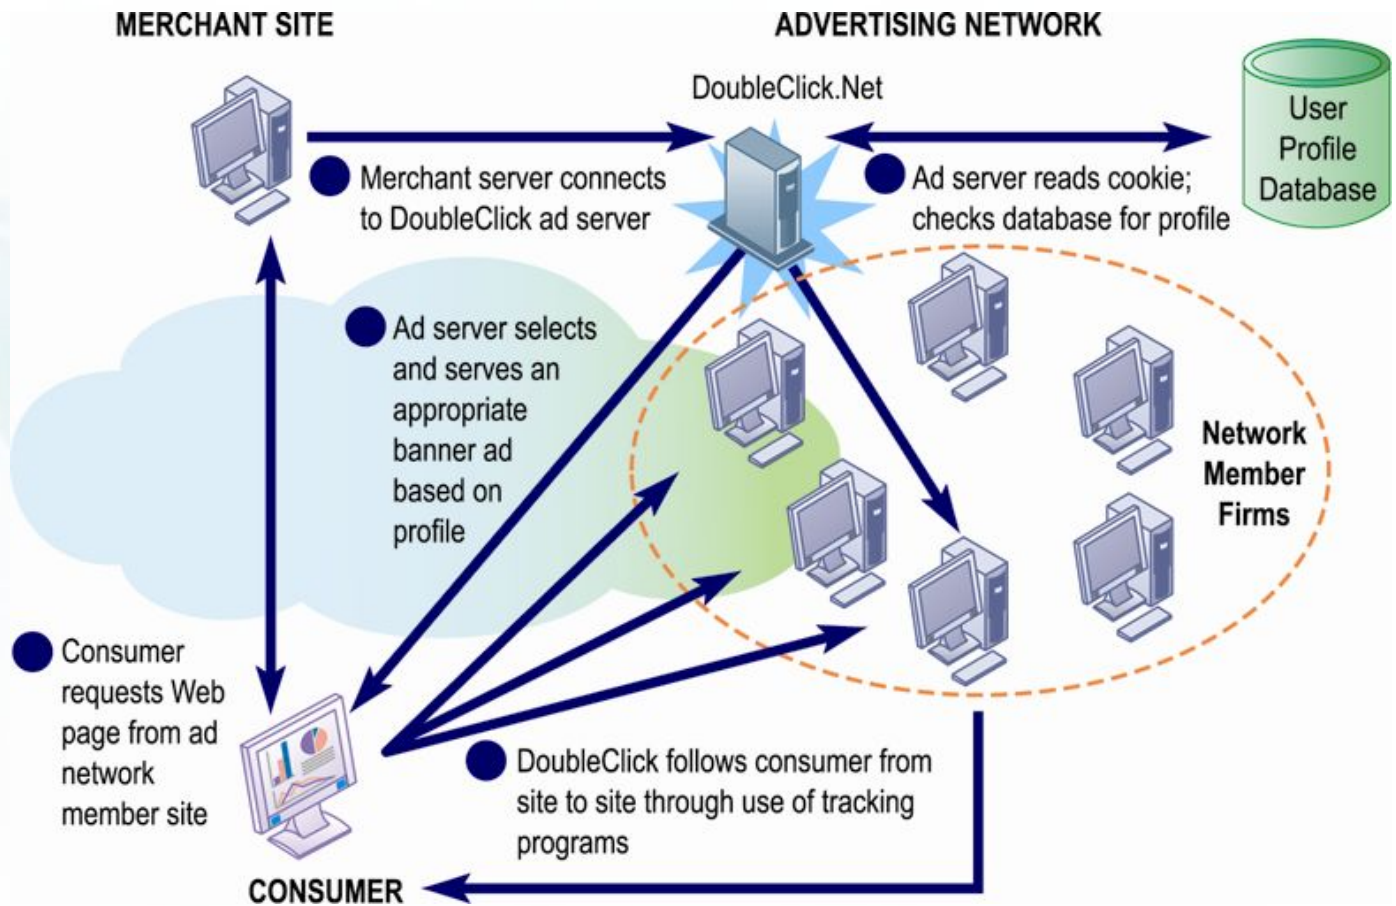 MERCHANT SITE
ADVERTISING NETWORK
DoubleClick.Net
User
Profile
Database
Merchant server connects
to DoubleClick ad server
Ad server reads cookie;
checks database for profile
Ad server selects
and serves an
appropriate
banner ad
based on
profile
Network
Member
Firms
Consumer
requests Web
page from ad
network
member site
DoubleClick follows consumer from
site to site through use of tracking
programs
CONSUMER